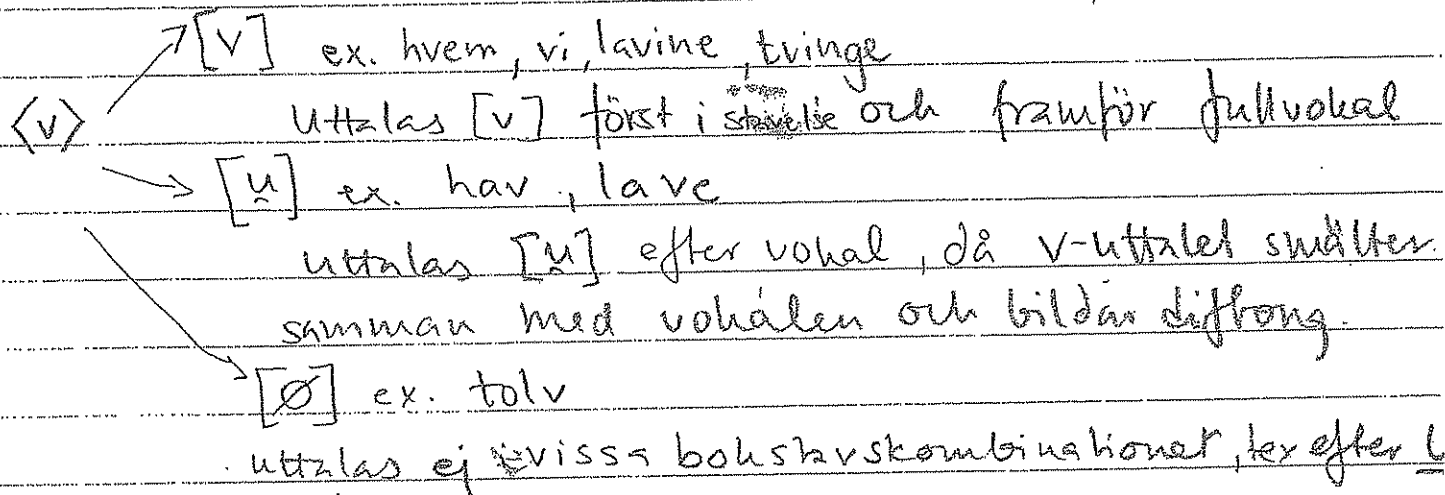 [v] ex. hvem, vi, lavine, tvinge
<v> Uttalas [v] först i stavelse och framför fullvokal
[u̯] ex. hav, lave
uttalas [u̯] efter vokal, då v-uttalet smälter
samman med vokalen och bildar diftong.
[Ø] ex. tolv
uttalas ej i vissa bokstavskombinationer, tex efter l